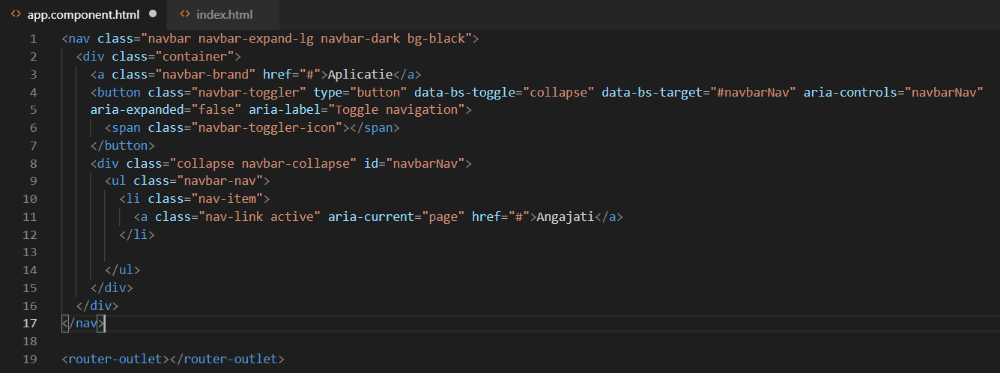 <> app.component.html ● <> index.html
1 <nav class="navbar navbar-expand-lg navbar-dark bg-black">
2 <div class="container">
3 <a class="navbar-brand" href="#">Aplicatie</a>
4 <button class="navbar-toggler" type="button" data-bs-toggle="collapse" data-bs-target="#navbarNav" aria-controls="navbarNav"
5 aria-expanded="false" aria-label="Toggle navigation">
6 <span class="navbar-toggler-icon"></span>
7 </button>
8 <div class="collapse navbar-collapse" id="navbarNav">
9 <ul class="navbar-nav">
10 <li class="nav-item">
11 <a class="nav-link active" aria-current="page" href="#">Angajati</a>
12 </li>
13
14 </ul>
15 </div>
16 </div>
17 </nav>
18
19 <router-outlet></router-outlet>